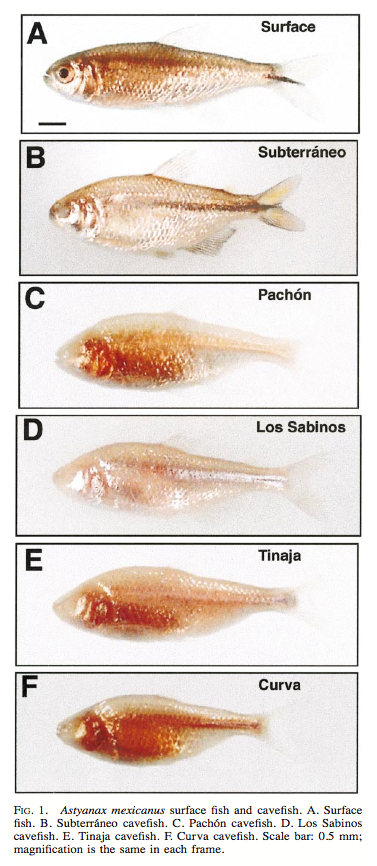 A
Surface
B
Subterráneo
C
Pachón
D
Los Sabinos
E
Tinaja
F
Curva
FIG. 1. Astyanax mexicanus surface fish and cavefish. A. Surface
fish. B. Subterráneo cavefish. C. Pachón cavefish. D. Los Sabinos
cavefish. E. Tinaja cavefish. F. Curva cavefish. Scale bar: 0.5 mm;
magnification is the same in each frame.